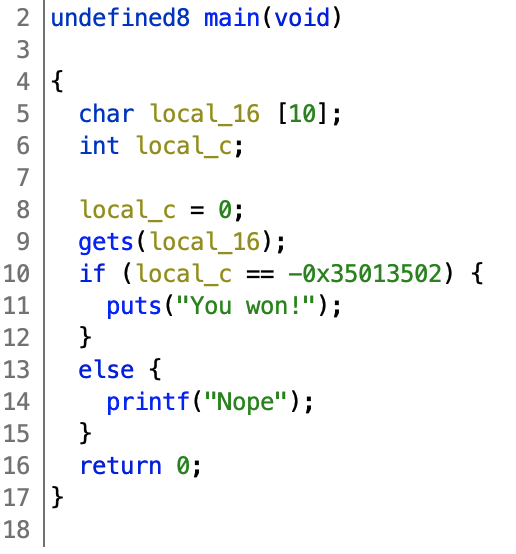 2 undefined8 main(void)
3
4 {
5   char local_16 [10];
6   int local_c;
7
8   local_c = 0;
9   gets(local_16);
10   if (local_c == -0x35013502) {
11     puts("You won!");
12   }
13   else {
14     printf("Nope");
15   }
16   return 0;
17 }
18